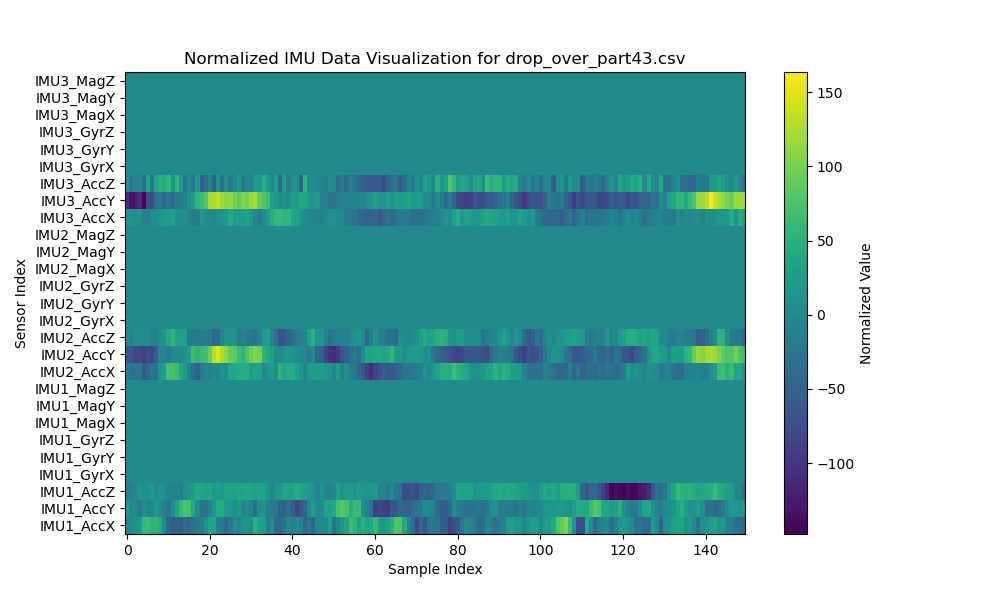 Normalized IMU Data Visualization for drop_over_part43.csv
IMU3_MagZ
IMU3_MagY
IMU3_MagX
IMU3_GyrZ
IMU3_GyrY
IMU3_GyrX
IMU3_AccZ
IMU3_AccY
IMU3_AccX
IMU2_MagZ
IMU2_MagY
IMU2_MagX
IMU2_GyrZ
IMU2_GyrY
IMU2_GyrX
IMU2_AccZ
IMU2_AccY
IMU2_AccX
IMU1_MagZ
IMU1_MagY
IMU1_MagX
IMU1_GyrZ
IMU1_GyrY
IMU1_GyrX
IMU1_AccZ
IMU1_AccY
IMU1_AccX
Sensor Index
0 20 40 60 80 100 120 140
Sample Index
150
100
50
0
−50
−100
Normalized Value